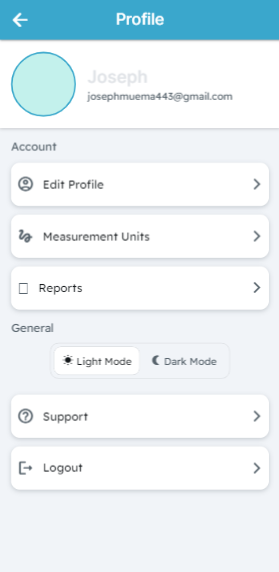 Profile
Joseph
josephmuema443@gmail.com
Account
Edit Profile
Measurement Units
Reports
General
Light Mode Dark Mode
Support
Logout